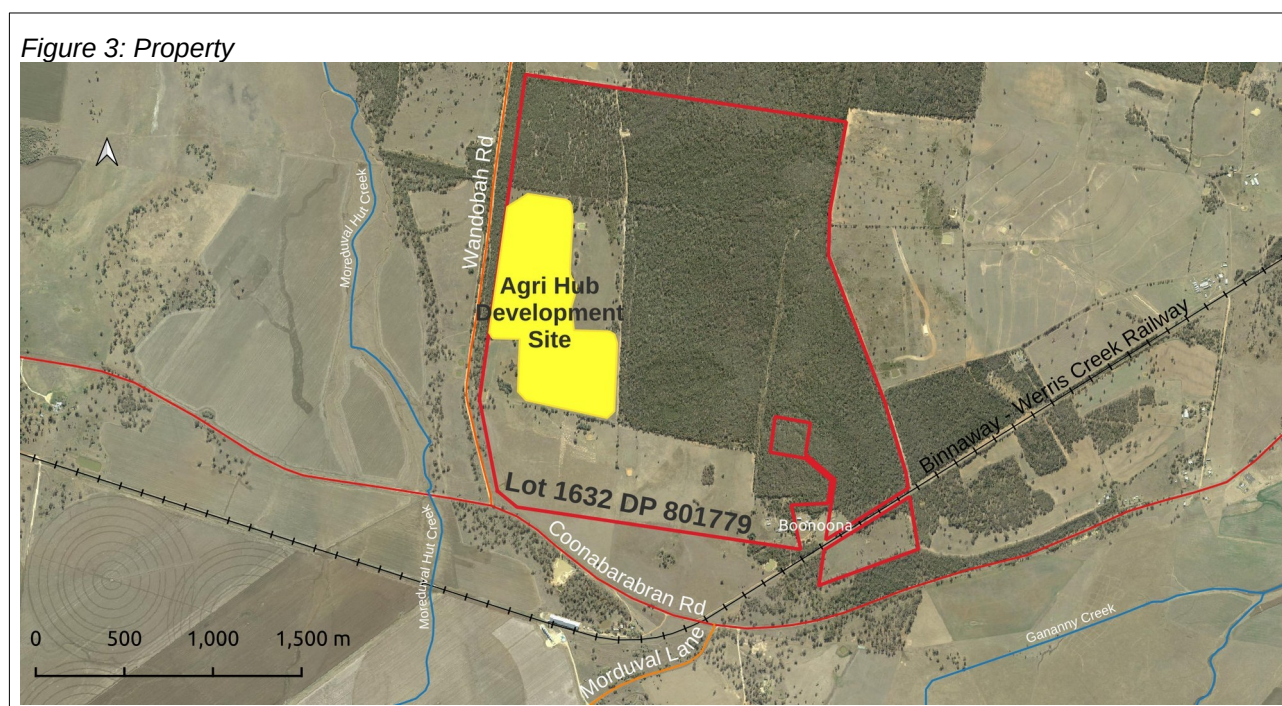 Figure 3: Property
Moreduval Hut Creek
Wandobah Rd
Agri Hub
Development
Site
Binnaway - Werris Creek Railway
Lot 1632 DP 801779
Boonoona
Moreduval Hut Creek
Coonabarabran Rd
Morduval Lane
Gananny Creek
0 500 1,000 1,500 m